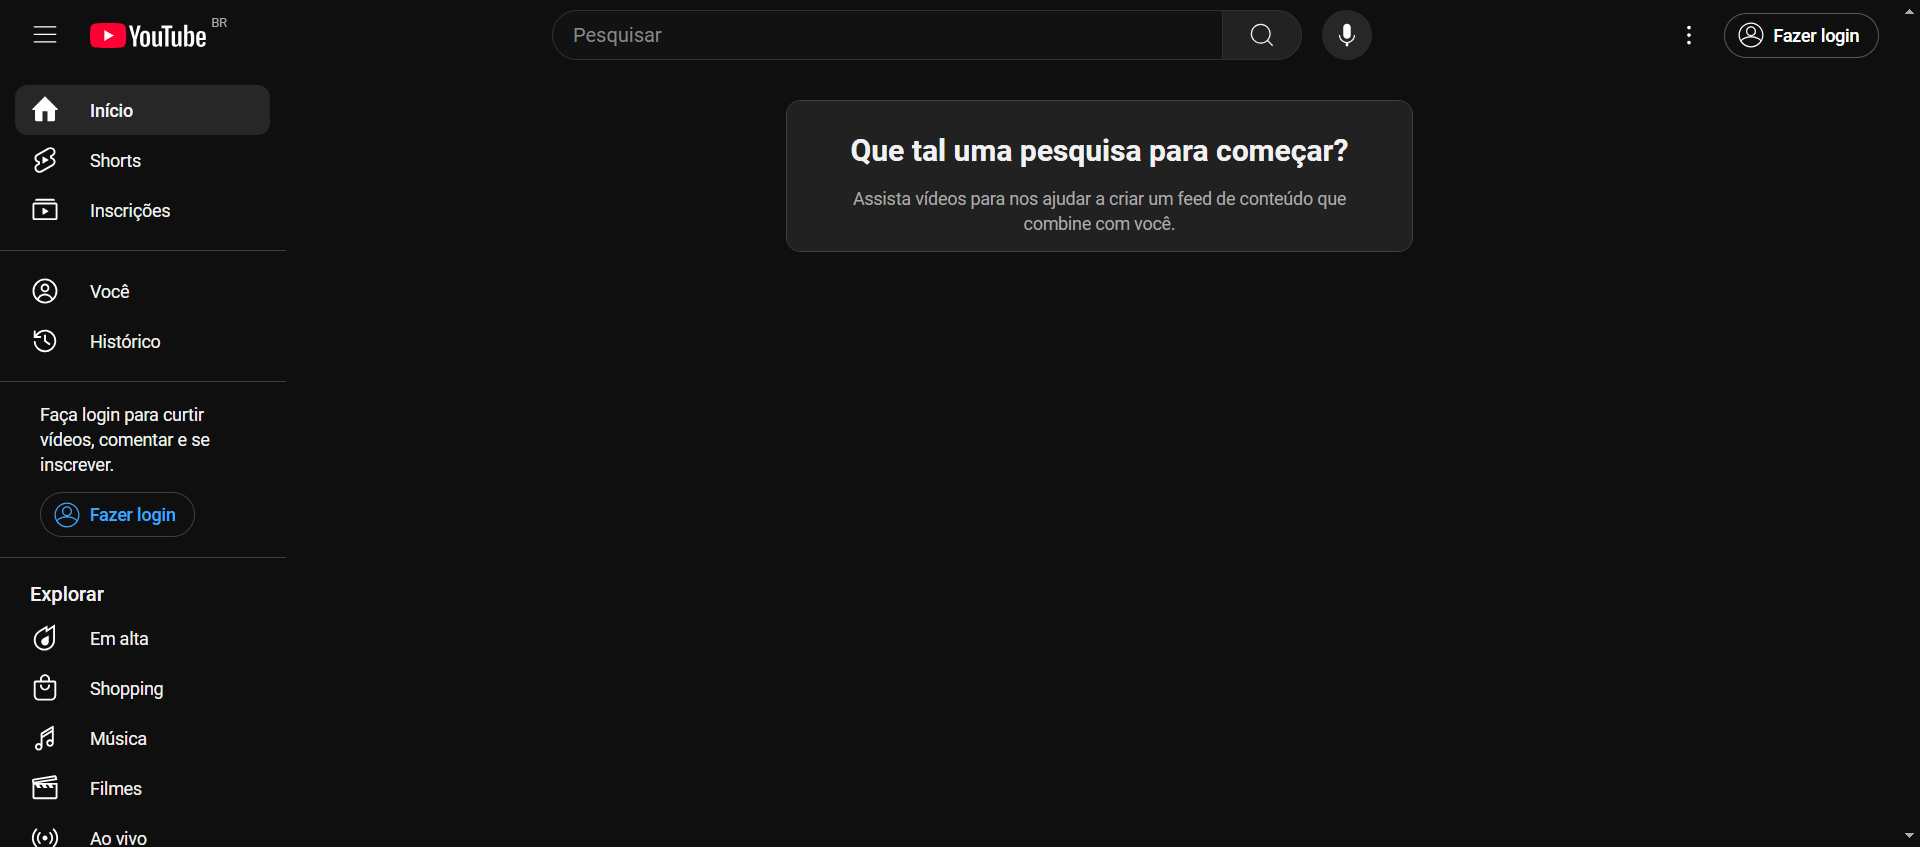 YouTube BR
Pesquisar
Fazer login
Início
Shorts
Inscrições
Você
Histórico
Faça login para curtir
vídeos, comentar e se
inscrever.
Fazer login
Explorar
Em alta
Shopping
Música
Filmes
Ao vivo
Que tal uma pesquisa para começar?
Assista vídeos para nos ajudar a criar um feed de conteúdo que
combine com você.